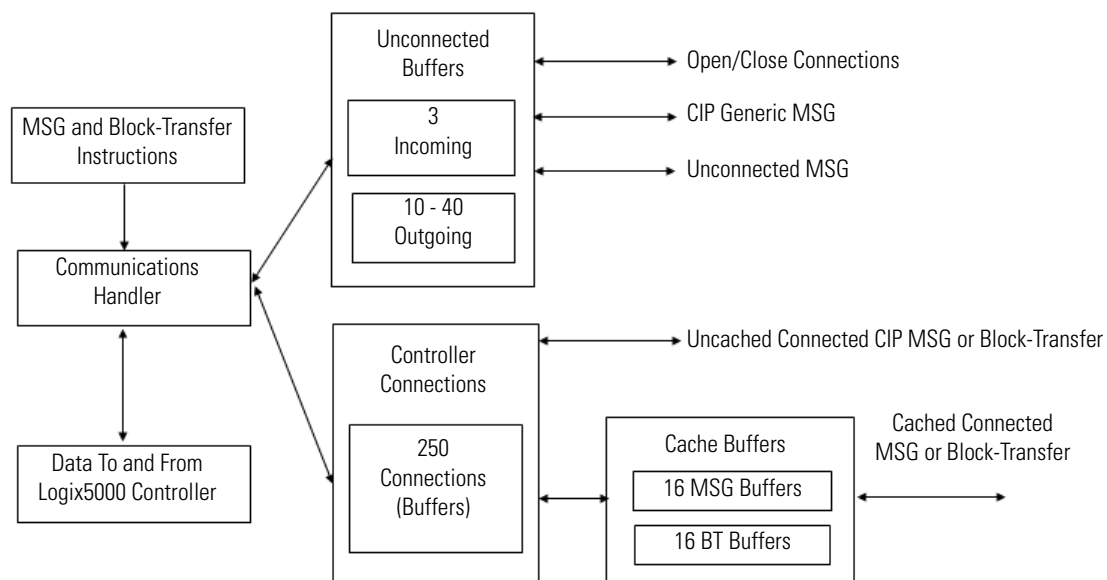 MSG and Block-Transfer
Instructions
Communications
Handler
Data To and From
Logix5000 Controller
Unconnected
Buffers
3
Incoming
10 - 40
Outgoing
Open/Close Connections
CIP Generic MSG
Unconnected MSG
Controller
Connections
250
Connections
(Buffers)
Uncached Connected CIP MSG or Block-Transfer
Cache Buffers
16 MSG Buffers
16 BT Buffers
Cached Connected
MSG or Block-Transfer